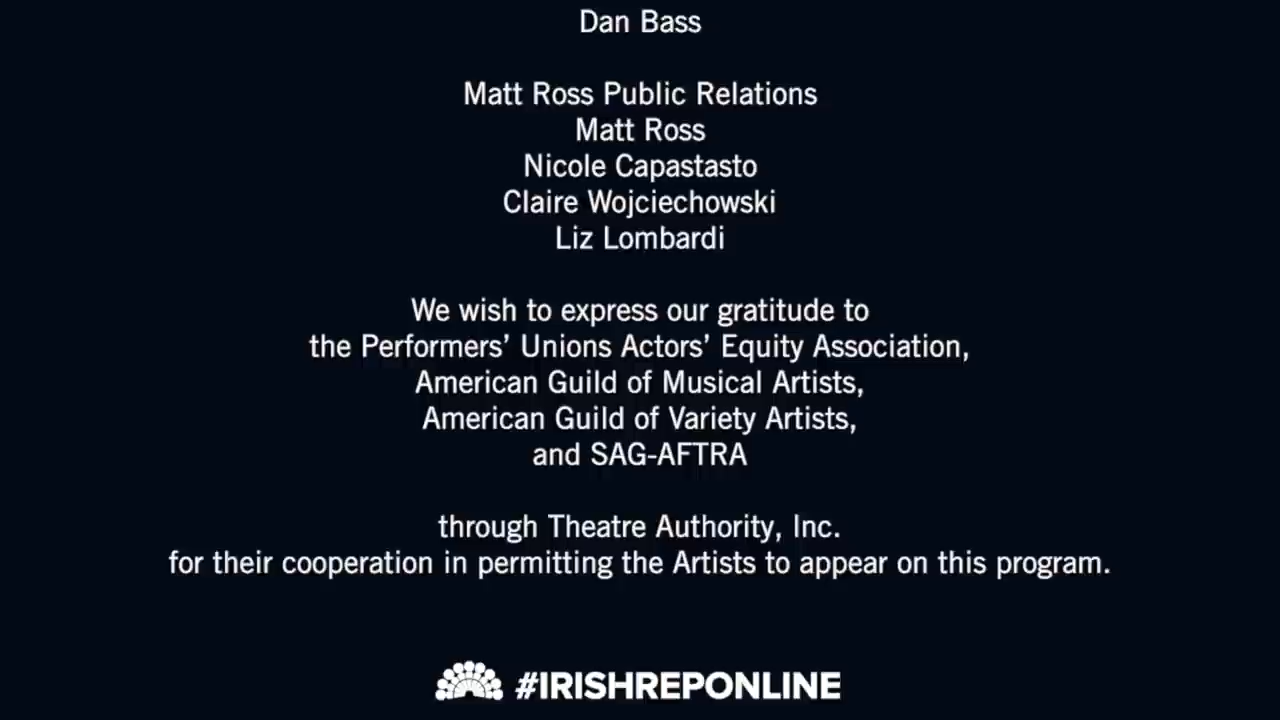 Dan Bass
Matt Ross Public Relations
Matt Ross
Nicole Capastasto
Claire Wojciechowski
Liz Lombardi
We wish to express our gratitude to
the Performers’ Unions Actors’ Equity Association,
American Guild of Musical Artists,
American Guild of Variety Artists,
and SAG-AFTRA
through Theatre Authority, Inc.
for their cooperation in permitting the Artists to appear on this program.
#IRISHREPONLINE